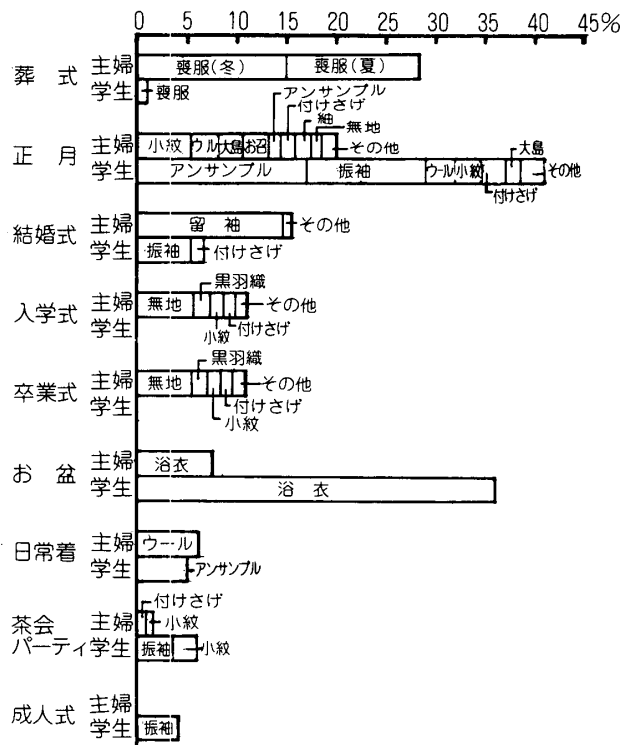 0 5 10 15 20 25 30 35 40 45%
葬式 主婦 喪服(冬) 喪服(夏)
学生 喪服
アンサンブル
付けさげ
紬
無地
正月 主婦 小紋 ウール 大島 お召 その他
大島
学生 アンサンブル 振袖 ウール 小紋 その他
付けさげ
結婚式 主婦 留袖 その他
学生 振袖 付けさげ
黒羽織
入学式 主婦 無地 その他
学生 小紋 付けさげ
黒羽織
卒業式 主婦 無地 その他
学生 付けさげ
小紋
お盆 主婦 浴衣
学生 浴衣
日常着 主婦 ウール
学生 アンサンブル
付けさげ
茶会 主婦 小紋
パーティ 学生 振袖 小紋
成人式 主婦
学生 振袖